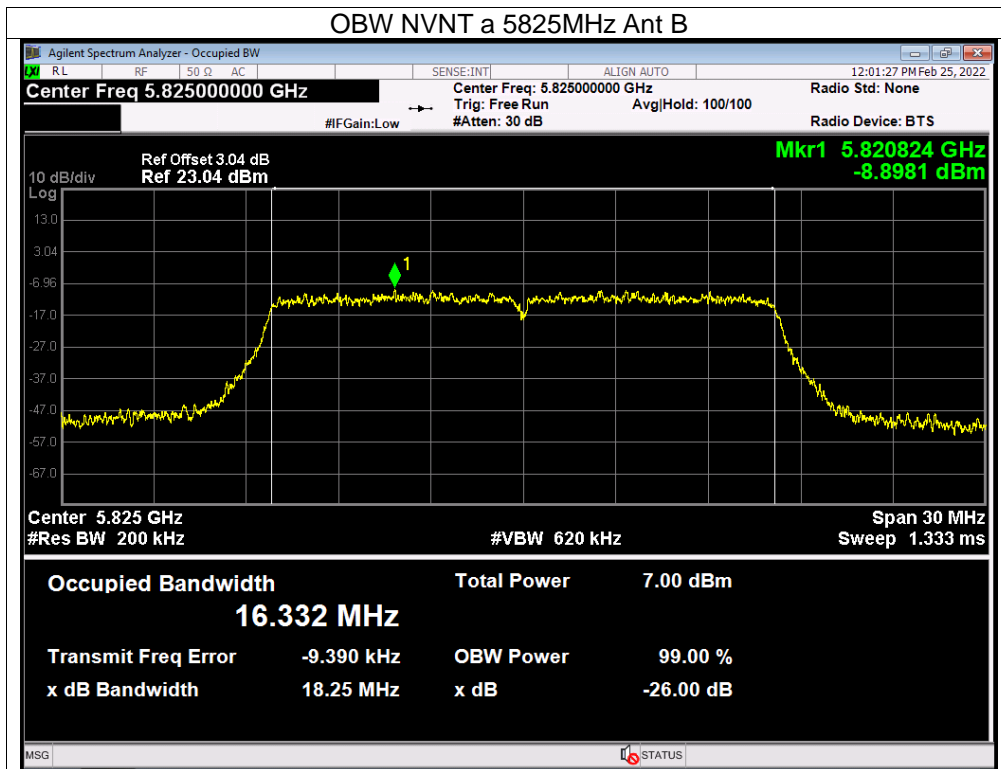 OBW NVNT a 5825MHz Ant B
Agilent Spectrum Analyzer - Occupied BW
LXI RL RF 50 Ω AC SENSE:INT ALIGN AUTO 12:01:27 PM Feb 25, 2022
Center Freq 5.825000000 GHz Center Freq: 5.825000000 GHz Radio Std: None
Trig: Free Run Avg|Hold: 100/100
#IFGain:Low #Atten: 30 dB Radio Device: BTS
Mkr1 5.820824 GHz
-8.8981 dBm
Ref Offset 3.04 dB
10 dB/div Ref 23.04 dBm
Log
13.0
3.04
1
-6.96
-17.0
-27.0
-37.0
-47.0
-57.0
-67.0
Center 5.825 GHz Span 30 MHz
#Res BW 200 kHz #VBW 620 kHz Sweep 1.333 ms
Occupied Bandwidth Total Power 7.00 dBm
16.332 MHz
Transmit Freq Error -9.390 kHz OBW Power 99.00 %
x dB Bandwidth 18.25 MHz x dB -26.00 dB
MSG STATUS